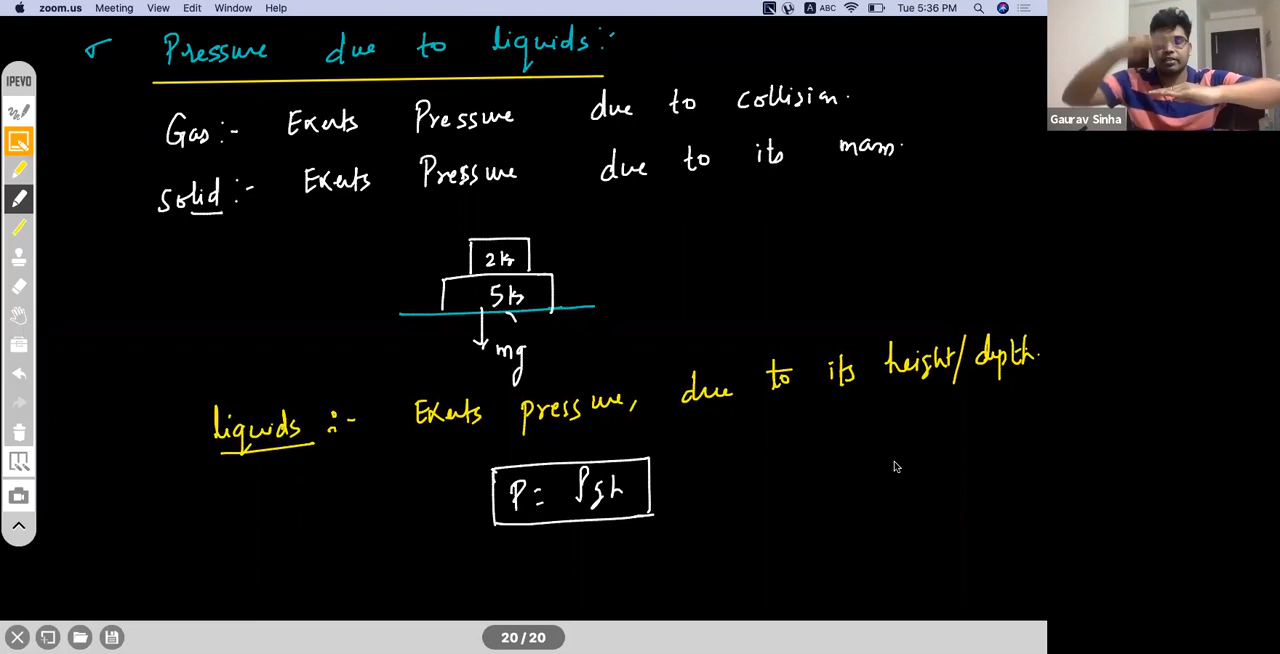 zoom.us Meeting View Edit Window Help
A ABC Tue 5:36 PM
Pressure due to liquids:-
IPEVO
Gas:- Exerts Pressure due to collision.
Gaurav Sinha
Solid:- Exerts Pressure due to its mass.
2kg
5kg
mg
liquids:- Exerts pressure, due to its height/depth.
P= ρgh
20/20